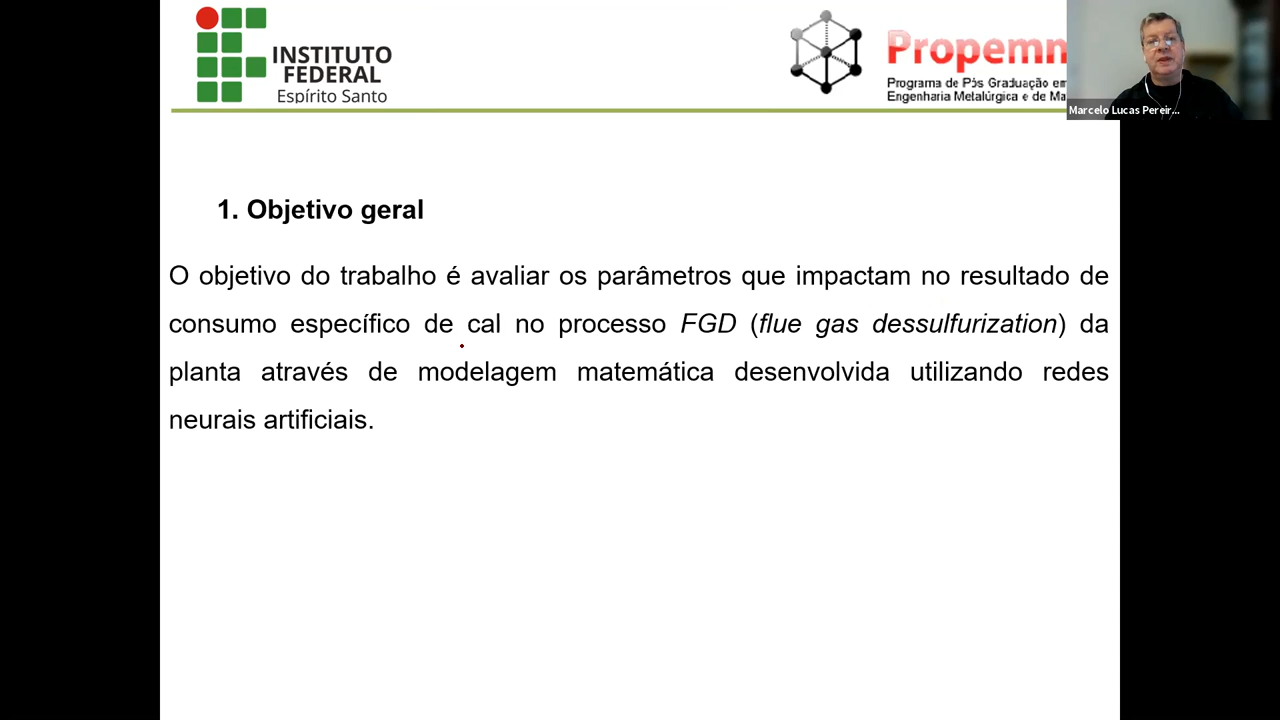 INSTITUTO
FEDERAL
Espírito Santo
Propemm
Programa de Pós Graduação em
Engenharia Metalúrgica e de Ma
Marcelo Lucas Pereir...
1. Objetivo geral
O objetivo do trabalho é avaliar os parâmetros que impactam no resultado de
consumo específico de cal no processo FGD (flue gas dessulfurization) da
planta através de modelagem matemática desenvolvida utilizando redes
neurais artificiais.